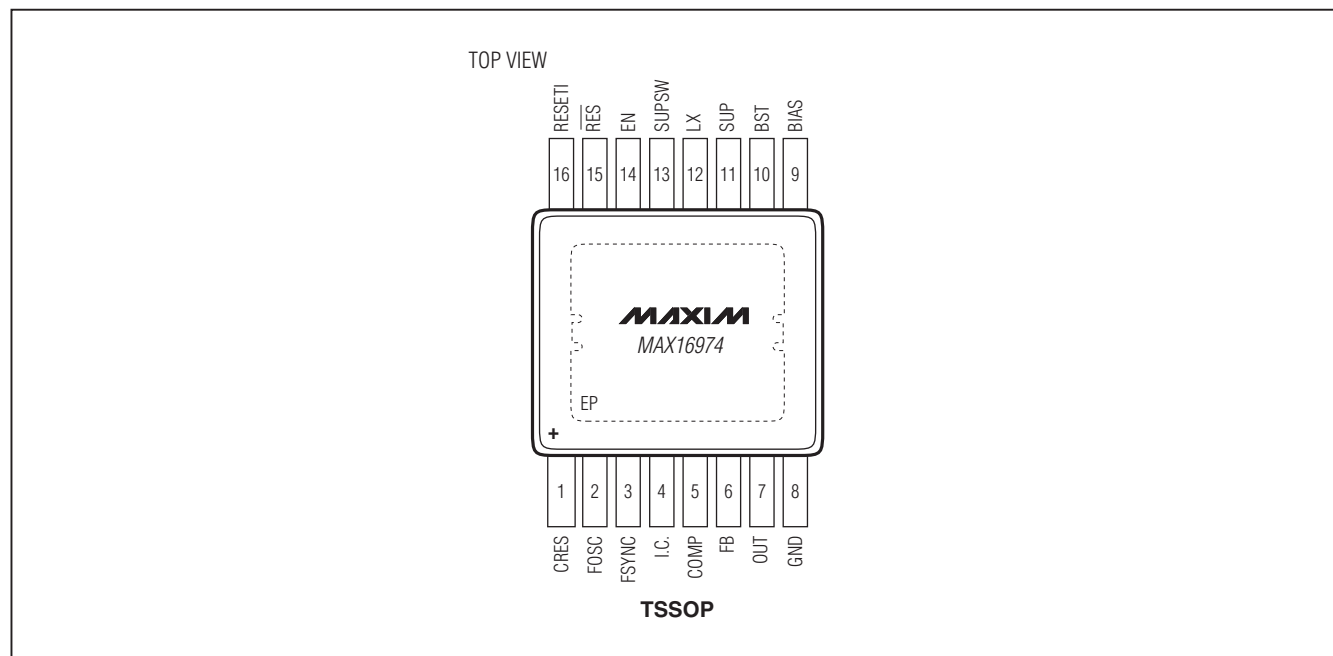 TOP VIEW
RESETI
RES
EN
SUPSW
LX
SUP
BST
BIAS
16 15 14 13 12 11 10 9
MAXIM
MAX16974
EP
+
1 2 3 4 5 6 7 8
CRES
FOSC
FSYNC
I.C.
COMP
FB
OUT
GND
TSSOP